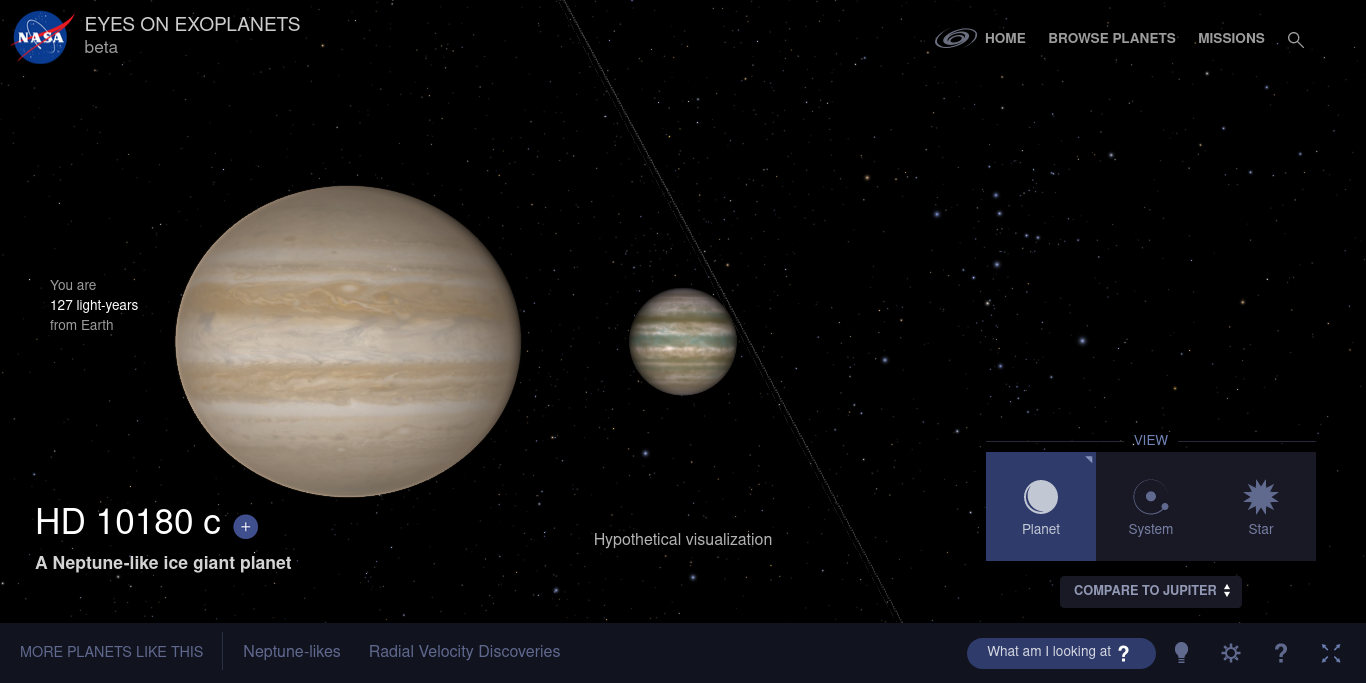 NASA
EYES ON EXOPLANETS
beta
HOME
BROWSE PLANETS
MISSIONS
You are
127 light-years
from Earth
HD 10180 c +
A Neptune-like ice giant planet
Hypothetical visualization
VIEW
Planet
System
Star
COMPARE TO JUPITER
MORE PLANETS LIKE THIS
Neptune-likes
Radial Velocity Discoveries
What am I looking at ?
?